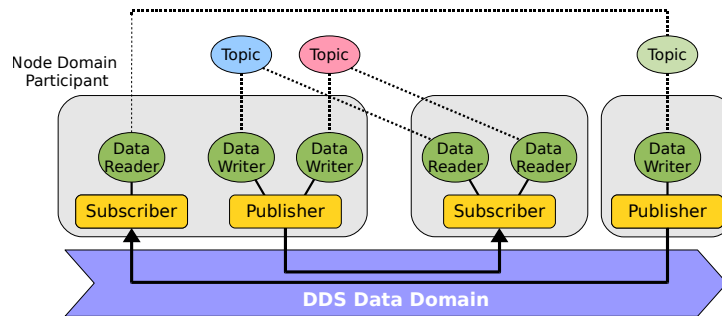 Topic
Topic
Topic
Node Domain
Participant
Data
Reader
Data
Writer
Data
Writer
Data
Reader
Data
Reader
Data
Writer
Subscriber
Publisher
Subscriber
Publisher
DDS Data Domain